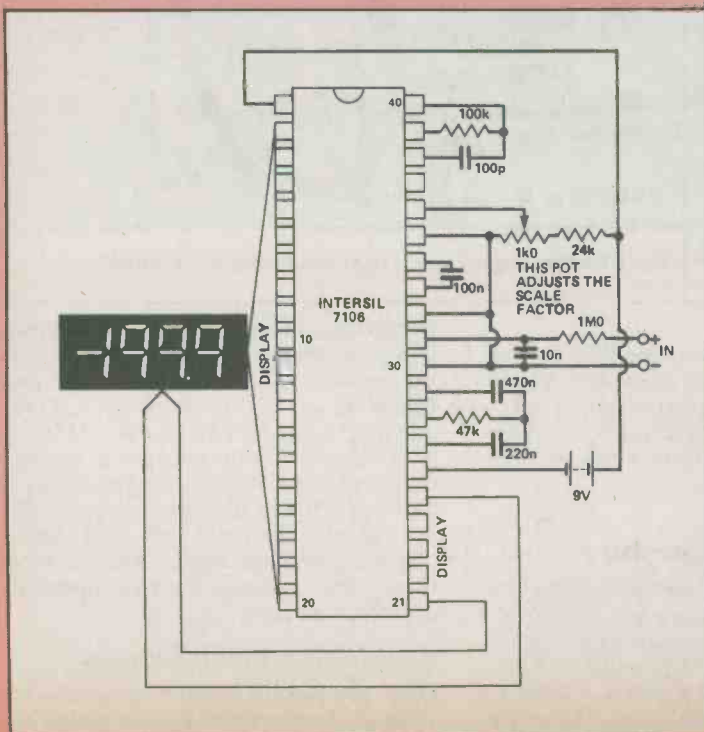 40
100k
100p
1k0
24k
THIS POT
ADJUSTS THE
SCALE
FACTOR
100n
INTERSIL
7106
DISPLAY
10
-199.9
1M0
+
IN
-
10n
30
470n
47k
220n
9V
DISPLAY
20
21